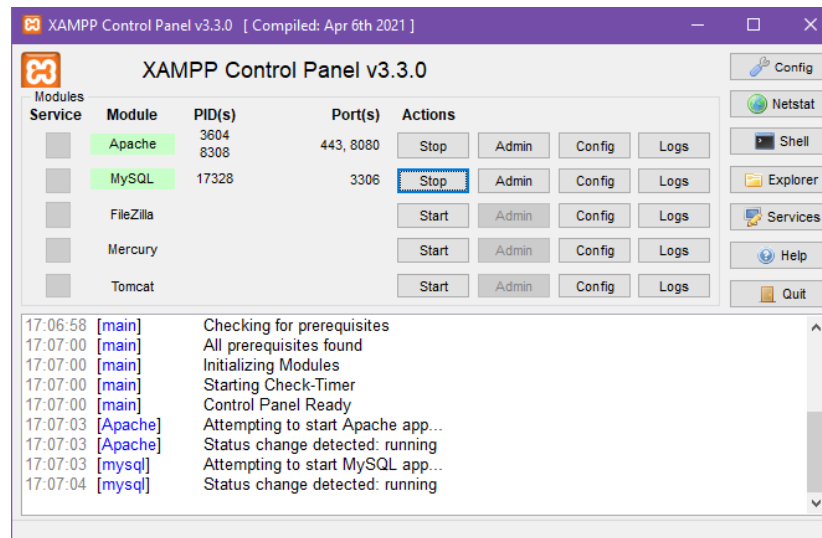 XAMPP Control Panel v3.3.0 [ Compiled: Apr 6th 2021 ]
XAMPP Control Panel v3.3.0
Config
Modules
Service Module PID(s) Port(s) Actions
Netstat
Apache 3604 8308 443, 8080 Stop Admin Config Logs
Shell
MySQL 17328 3306 Stop Admin Config Logs
Explorer
FileZilla Start Admin Config Logs
Services
Mercury Start Admin Config Logs
Help
Tomcat Start Admin Config Logs
Quit
17:06:58 [main] Checking for prerequisites
17:07:00 [main] All prerequisites found
17:07:00 [main] Initializing Modules
17:07:00 [main] Starting Check-Timer
17:07:00 [main] Control Panel Ready
17:07:03 [Apache] Attempting to start Apache app...
17:07:03 [Apache] Status change detected: running
17:07:03 [mysql] Attempting to start MySQL app...
17:07:04 [mysql] Status change detected: running